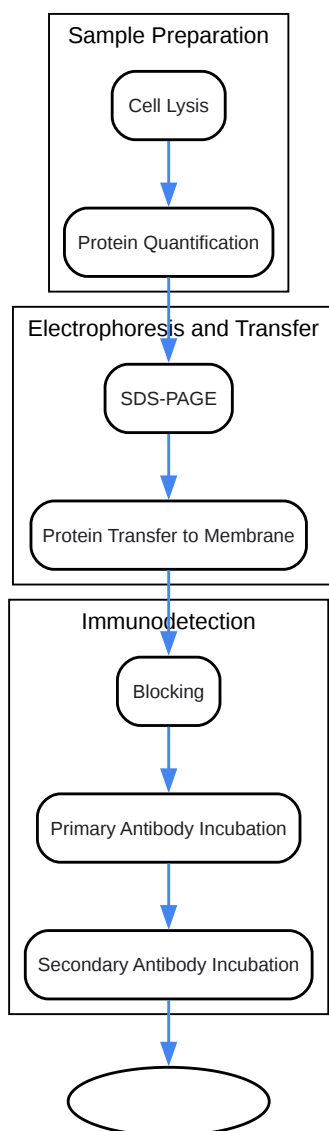 Sample Preparation
Cell Lysis
Protein Quantification
Electrophoresis and Transfer
SDS-PAGE
Protein Transfer to Membrane
Immunodetection
Blocking
Primary Antibody Incubation
Secondary Antibody Incubation